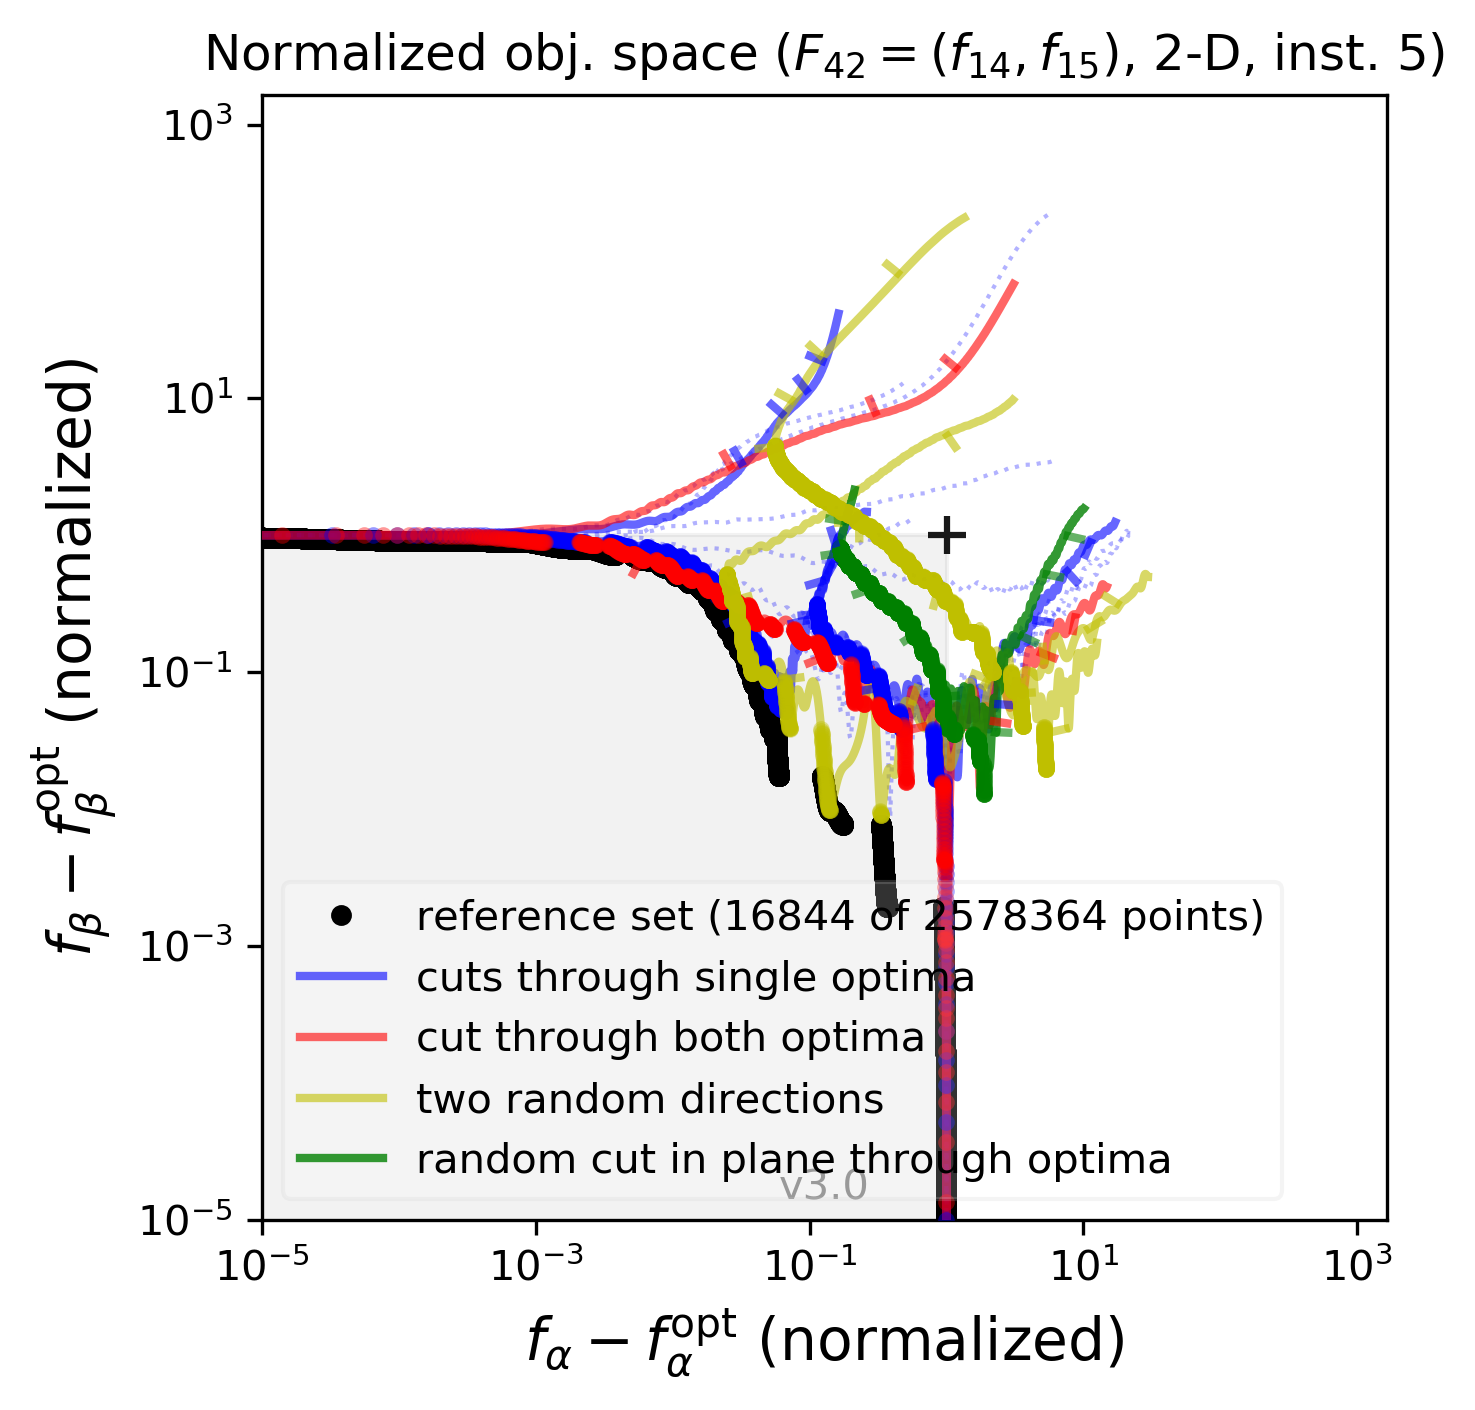 Normalized obj. space (F₄₂ = (f₁₄, f₁₅), 2-D, inst. 5)
10³
10¹
10⁻¹
10⁻³
10⁻⁵
f_β − f_β^opt (normalized)
reference set (16844 of 2578364 points)
cuts through single optima
cut through both optima
two random directions
random cut in plane through optima
v3.0
10⁻⁵ 10⁻³ 10⁻¹ 10¹ 10³
f_α − f_α^opt (normalized)